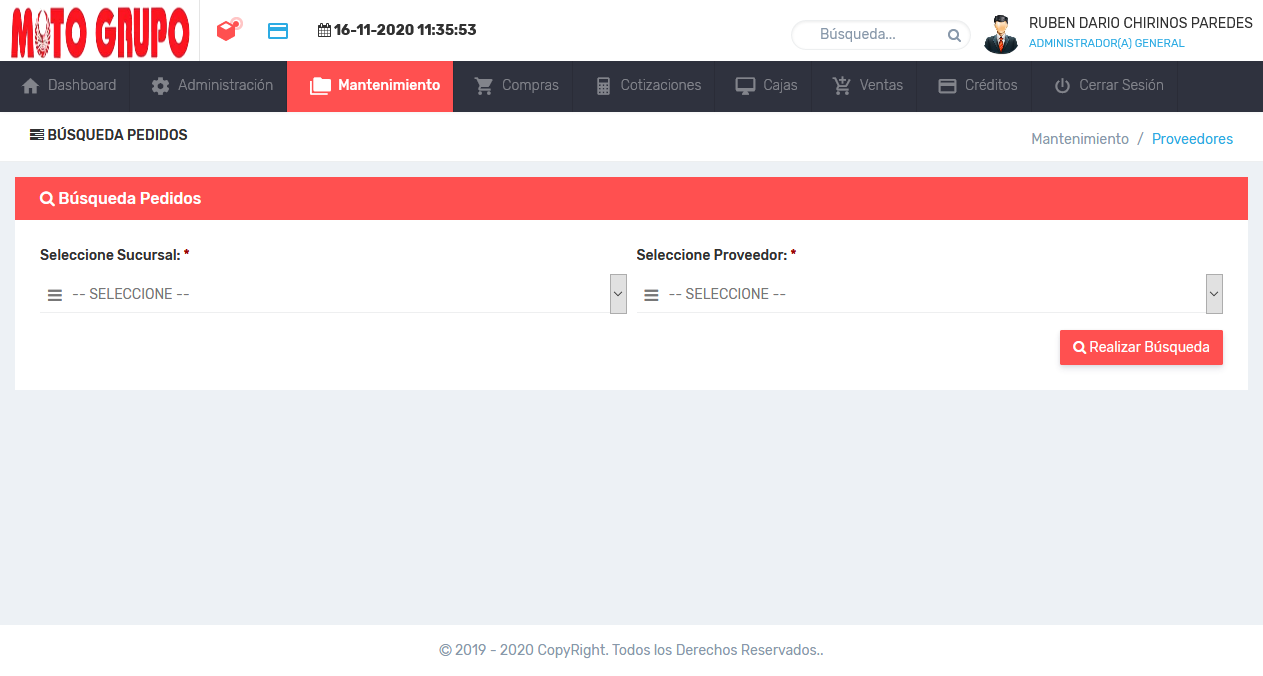 MOTO GRUPO
16-11-2020 11:35:53
Búsqueda...
RUBEN DARIO CHIRINOS PAREDES
ADMINISTRADOR(A) GENERAL
Dashboard
Administración
Mantenimiento
Compras
Cotizaciones
Cajas
Ventas
Créditos
Cerrar Sesión
BÚSQUEDA PEDIDOS
Mantenimiento / Proveedores
Búsqueda Pedidos
Seleccione Sucursal: *
-- SELECCIONE --
Seleccione Proveedor: *
-- SELECCIONE --
Realizar Búsqueda
© 2019 - 2020 CopyRight. Todos los Derechos Reservados..